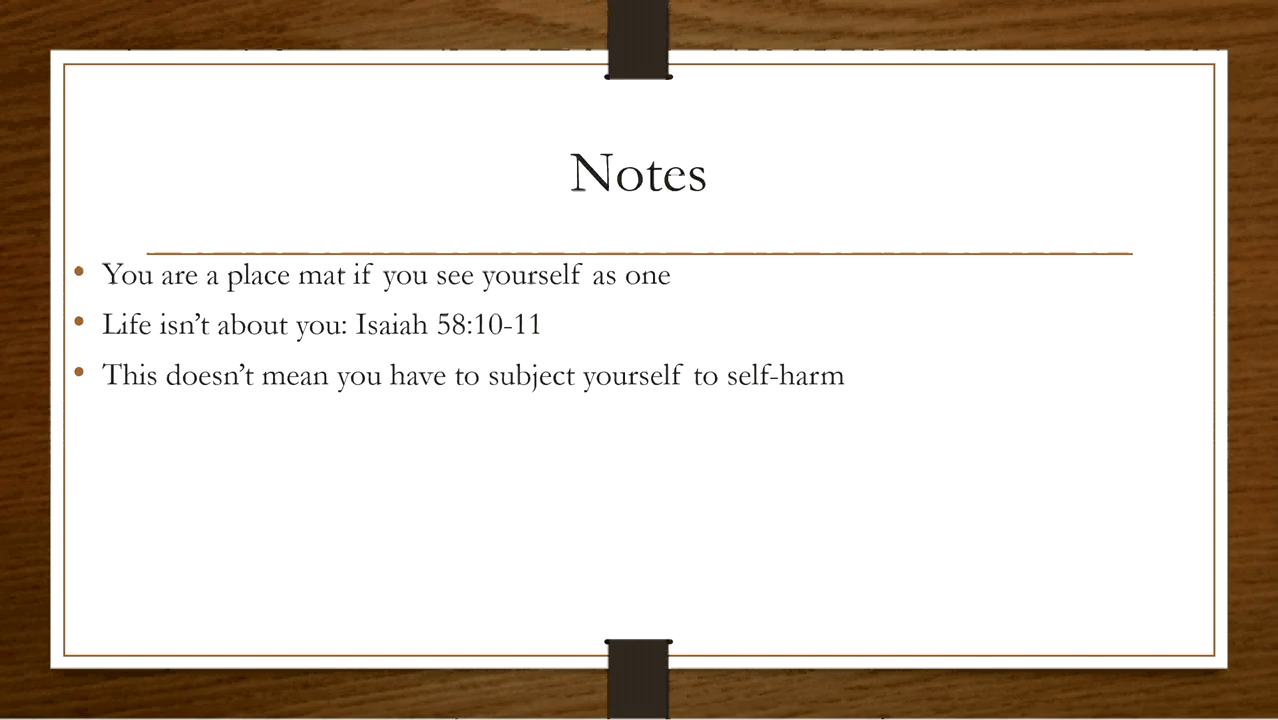 Notes
• You are a place mat if you see yourself as one
• Life isn’t about you: Isaiah 58:10-11
• This doesn’t mean you have to subject yourself to self-harm